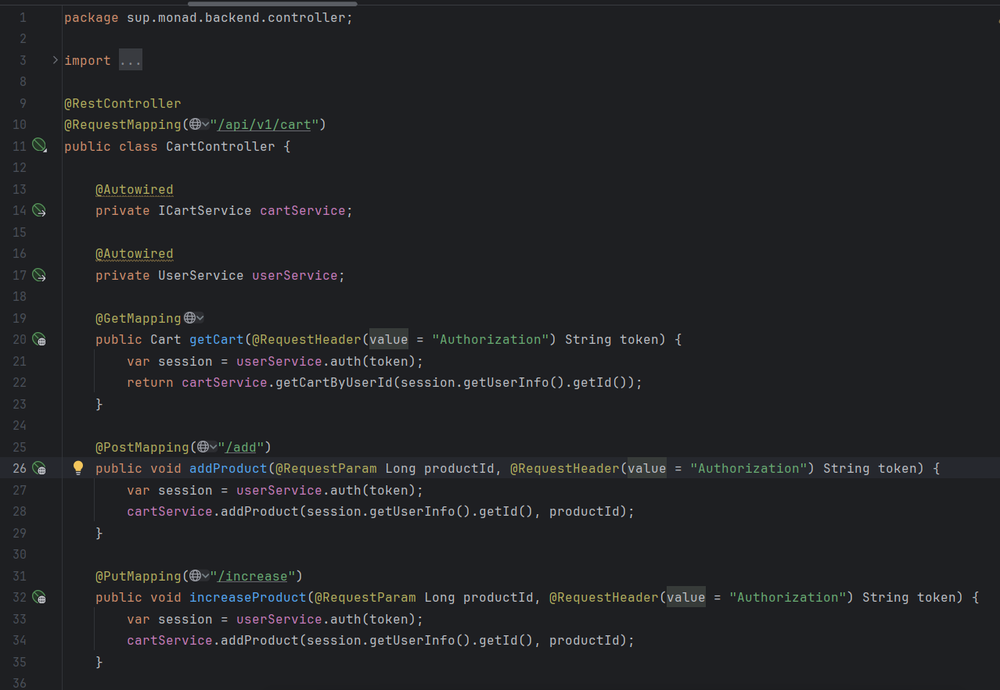 1 package sup.monad.backend.controller;
2
3 import ...
8
9 @RestController
10 @RequestMapping("/api/v1/cart")
11 public class CartController {
12
13     @Autowired
14     private ICartService cartService;
15
16     @Autowired
17     private UserService userService;
18
19     @GetMapping
20     public Cart getCart(@RequestHeader(value = "Authorization") String token) {
21         var session = userService.auth(token);
22         return cartService.getCartByUserId(session.getUserInfo().getId());
23     }
24
25     @PostMapping("/add")
26     public void addProduct(@RequestParam Long productId, @RequestHeader(value = "Authorization") String token) {
27         var session = userService.auth(token);
28         cartService.addProduct(session.getUserInfo().getId(), productId);
29     }
30
31     @PutMapping("/increase")
32     public void increaseProduct(@RequestParam Long productId, @RequestHeader(value = "Authorization") String token) {
33         var session = userService.auth(token);
34         cartService.addProduct(session.getUserInfo().getId(), productId);
35     }
36